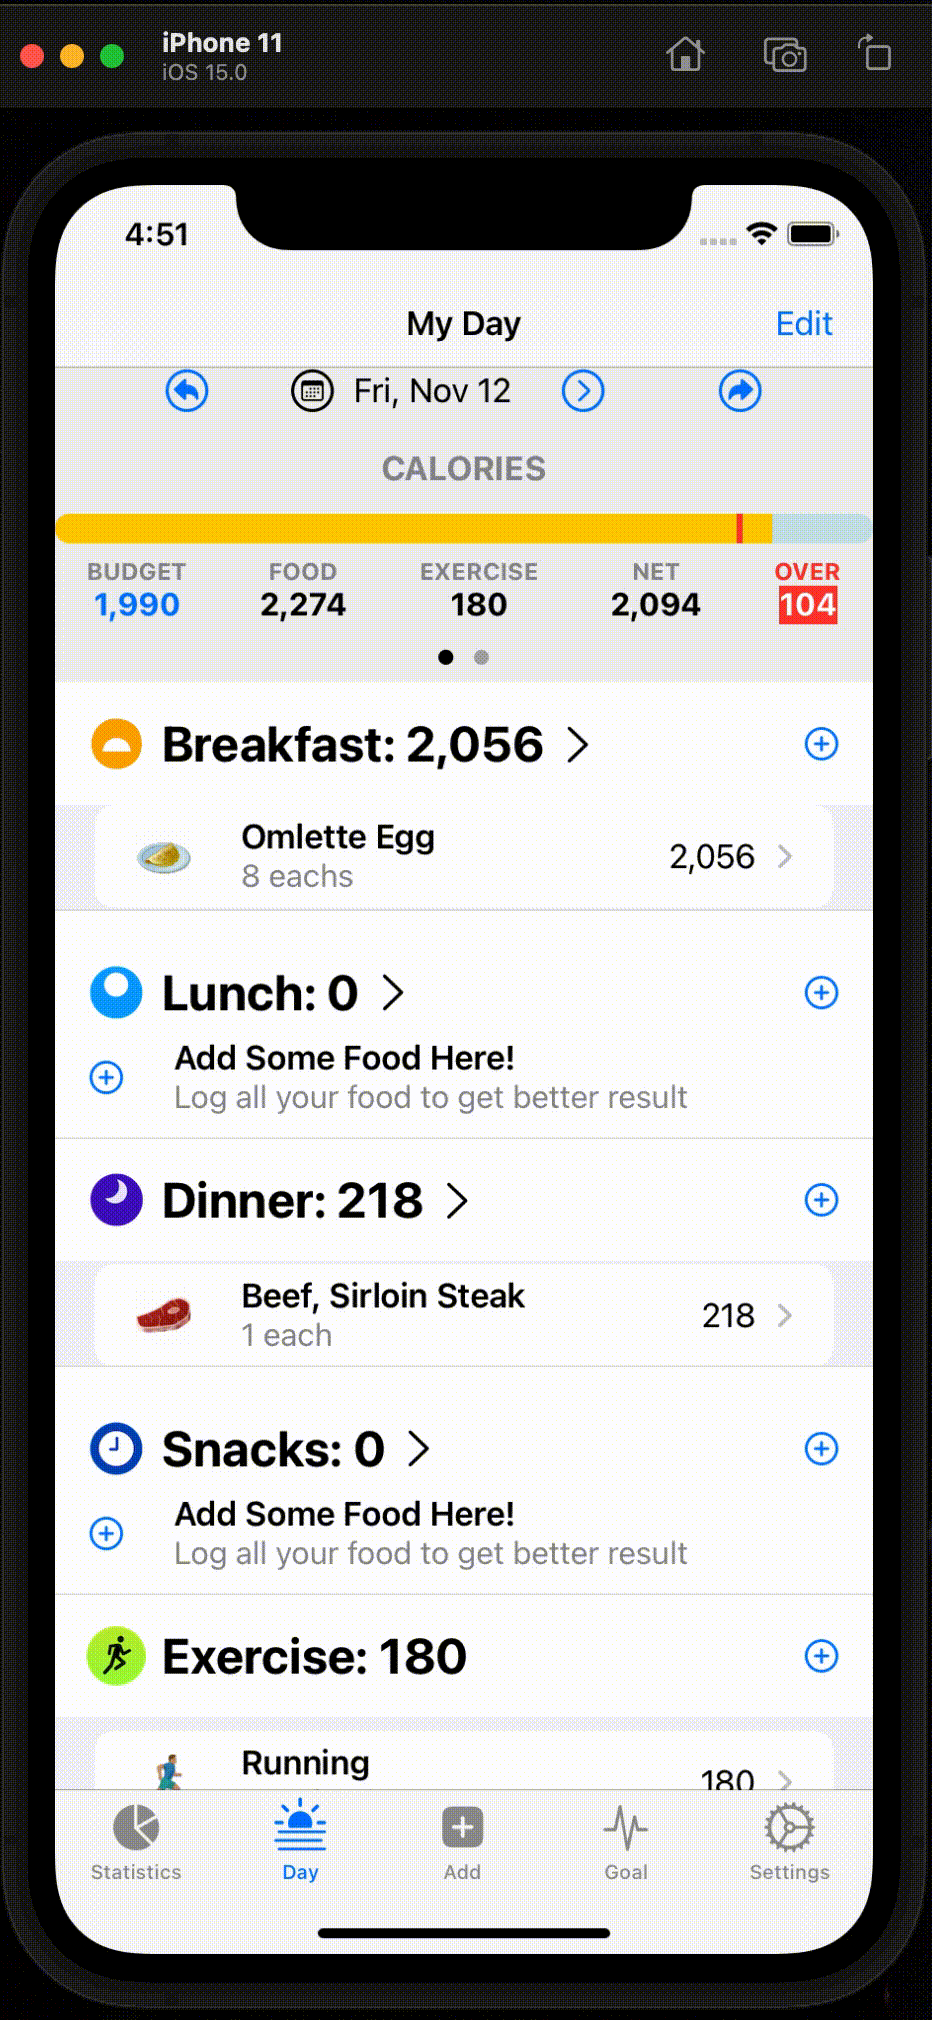 iPhone 11
iOS 15.0
4:51
My Day
Edit
Fri, Nov 12
CALORIES
BUDGET FOOD EXERCISE NET OVER
1,990 2,274 180 2,094 104
Breakfast: 2,056
Omlette Egg
8 eachs
2,056
Lunch: 0
Add Some Food Here!
Log all your food to get better result
Dinner: 218
Beef, Sirloin Steak
1 each
218
Snacks: 0
Add Some Food Here!
Log all your food to get better result
Exercise: 180
Running
180
Statistics Day Add Goal Settings